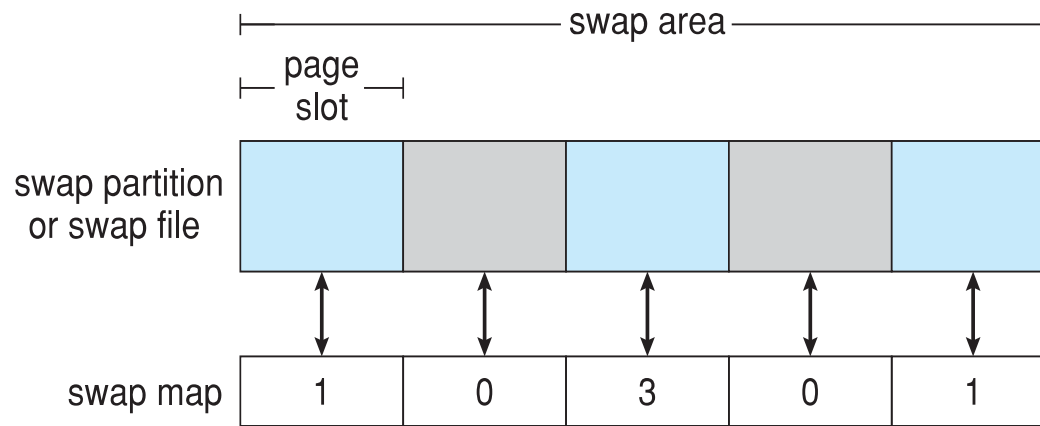 swap area
page
slot
swap partition
or swap file
swap map 1 0 3 0 1